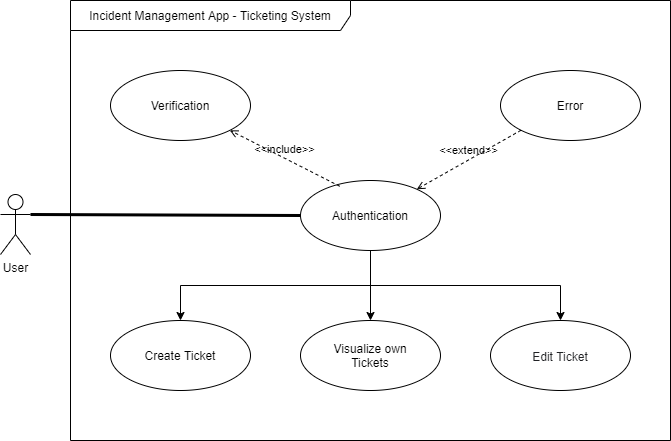 Incident Management App - Ticketing System
Verification
Error
<<include>>
<<extend>>
Authentication
User
Create Ticket
Visualize own
Tickets
Edit Ticket